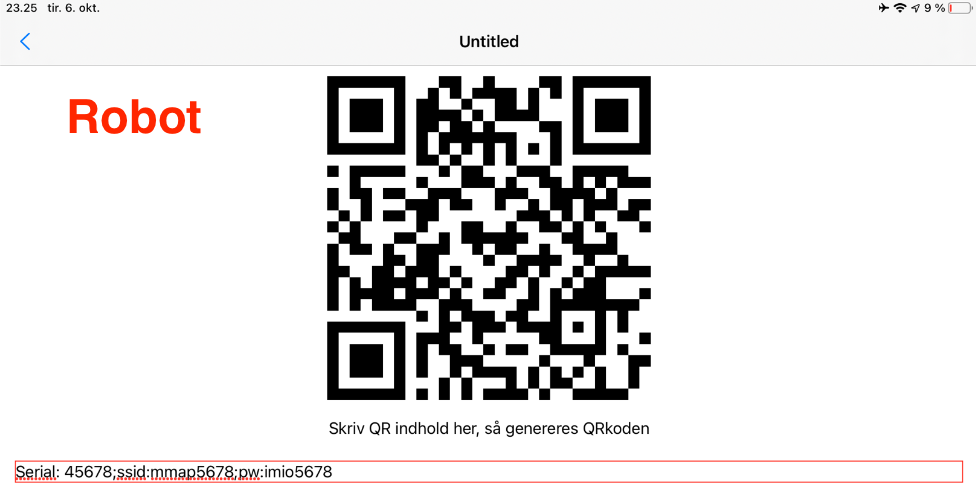 23.25 tir. 6. okt.
9 %
Untitled
Robot
Skriv QR indhold her, så genereres QRkoden
Serial: 45678;ssid:mmap5678;pw:imio5678